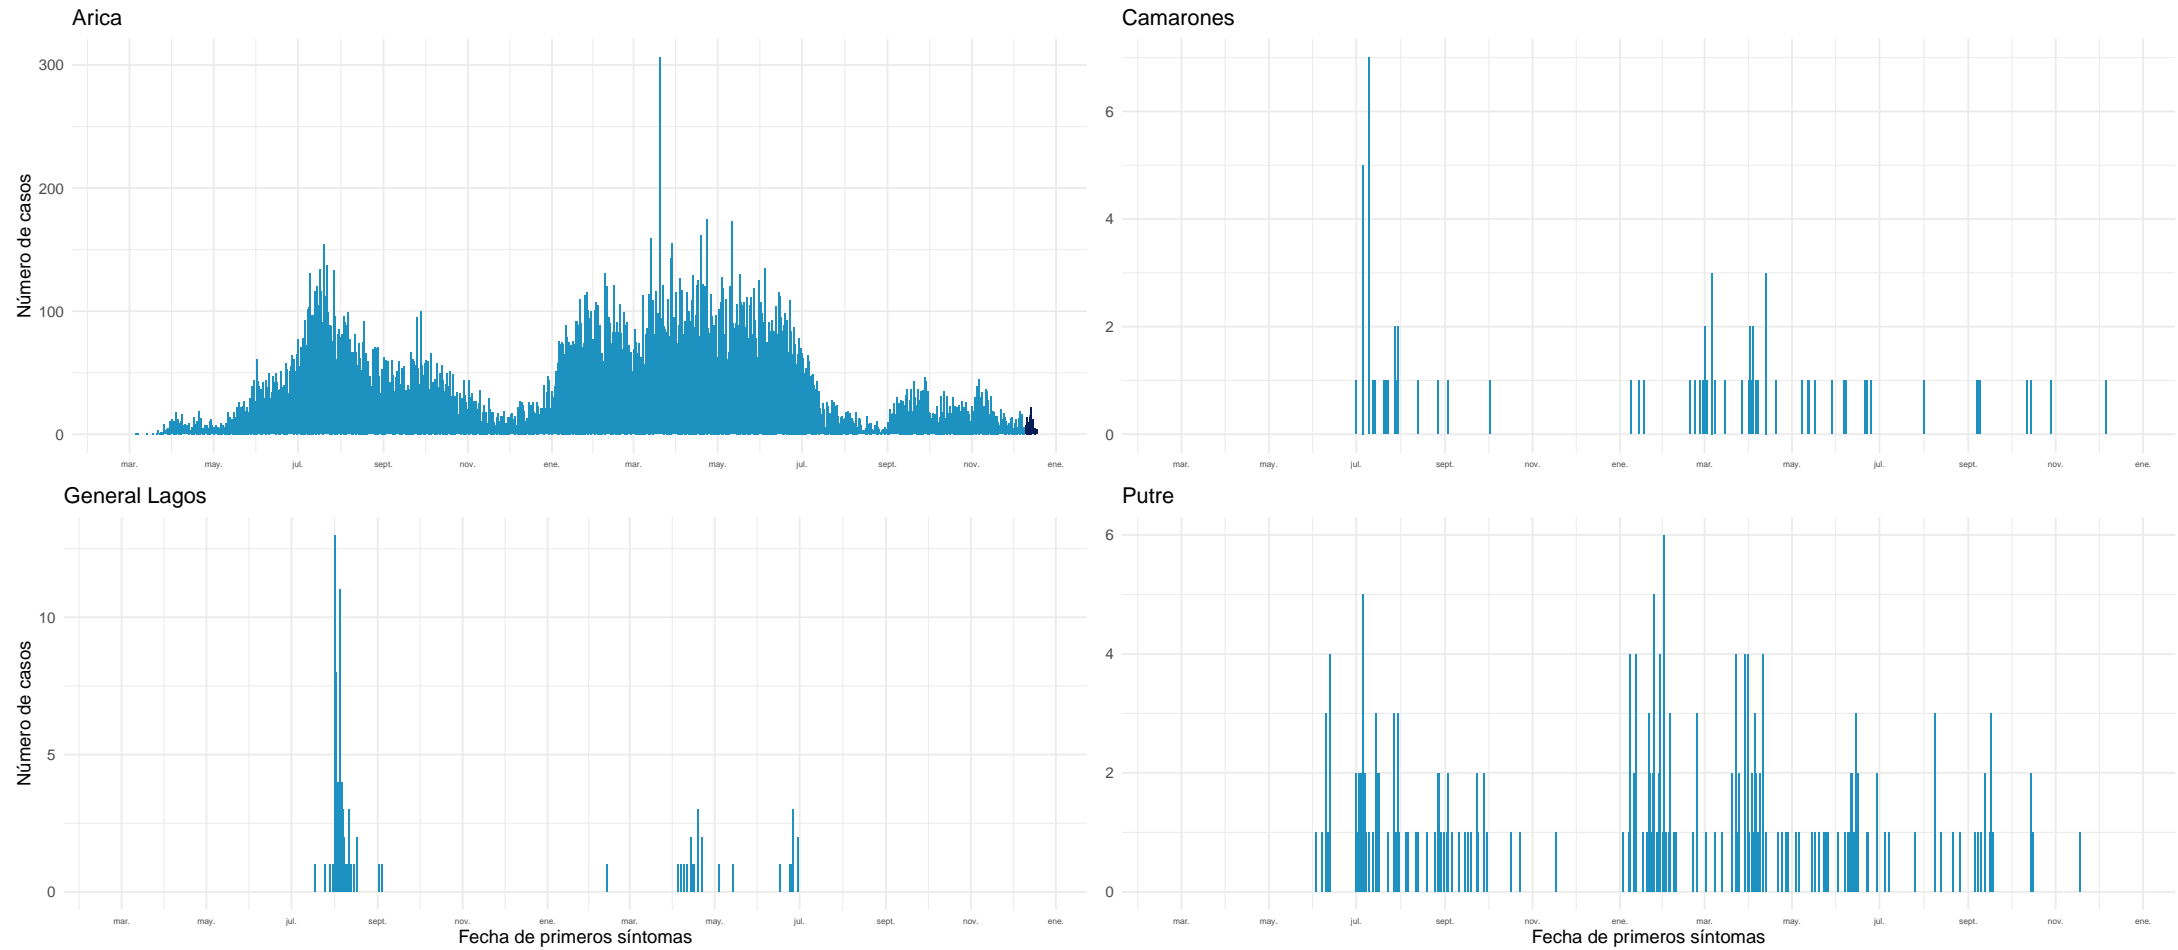 Arica
Número de casos
300
200
100
0
mar. may. jul. sept. nov. ene. mar. may. jul. sept. nov. ene.
Camarones
6
4
2
0
mar. may. jul. sept. nov. ene. mar. may. jul. sept. nov. ene.
General Lagos
Número de casos
10
5
0
mar. may. jul. sept. nov. ene. mar. may. jul. sept. nov. ene.
Fecha de primeros síntomas
Putre
6
4
2
0
mar. may. jul. sept. nov. ene. mar. may. jul. sept. nov. ene.
Fecha de primeros síntomas